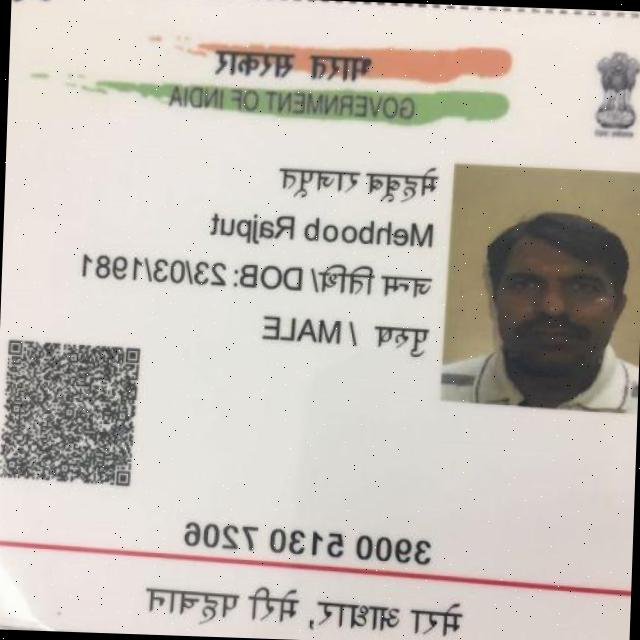 भारत सरकार
GOVERNMENT OF INDIA
मेहबूब राजपूत
Mehboob Rajput
जन्म तिथि/ DOB: 23/03/1981
पुरुष / MALE
3900 5130 7206
मेरा आधार, मेरी पहचान